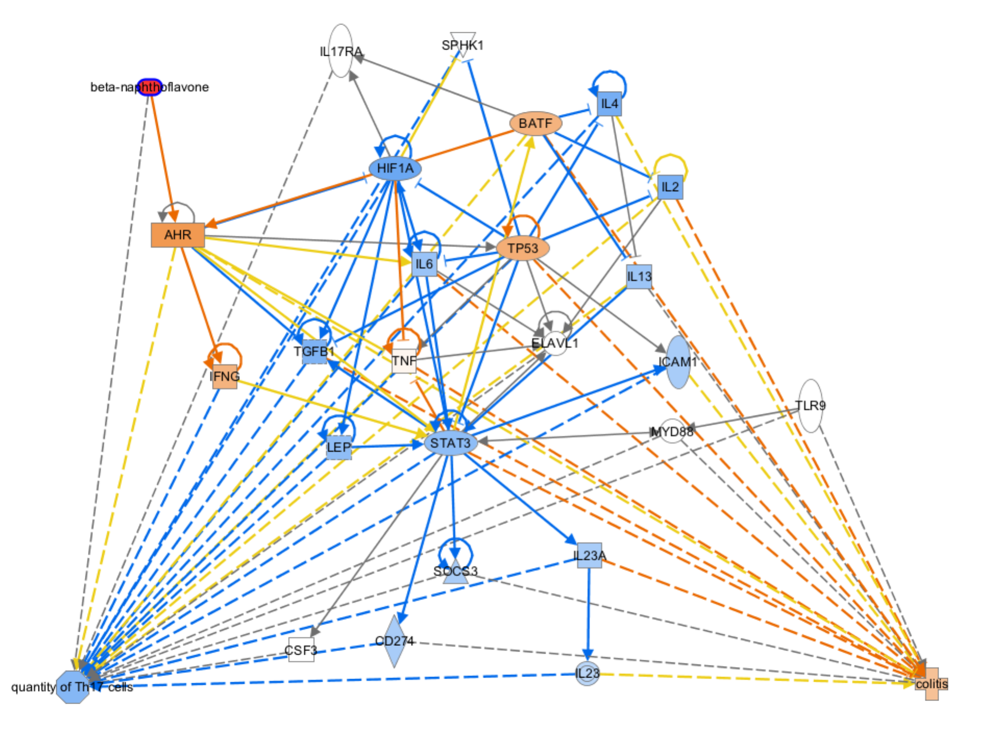 IL17RA
SPHK1
beta-naphthoflavone
IL4
BATF
HIF1A
IL2
AHR
TP53
IL6
IL13
ELAVL1
TGFB1
TNF
ICAM1
IFNG
TLR9
MYD88
STAT3
LEP
IL23A
SOCS3
CD274
CSF3
IL23
colitis
quantity of Th17 cells